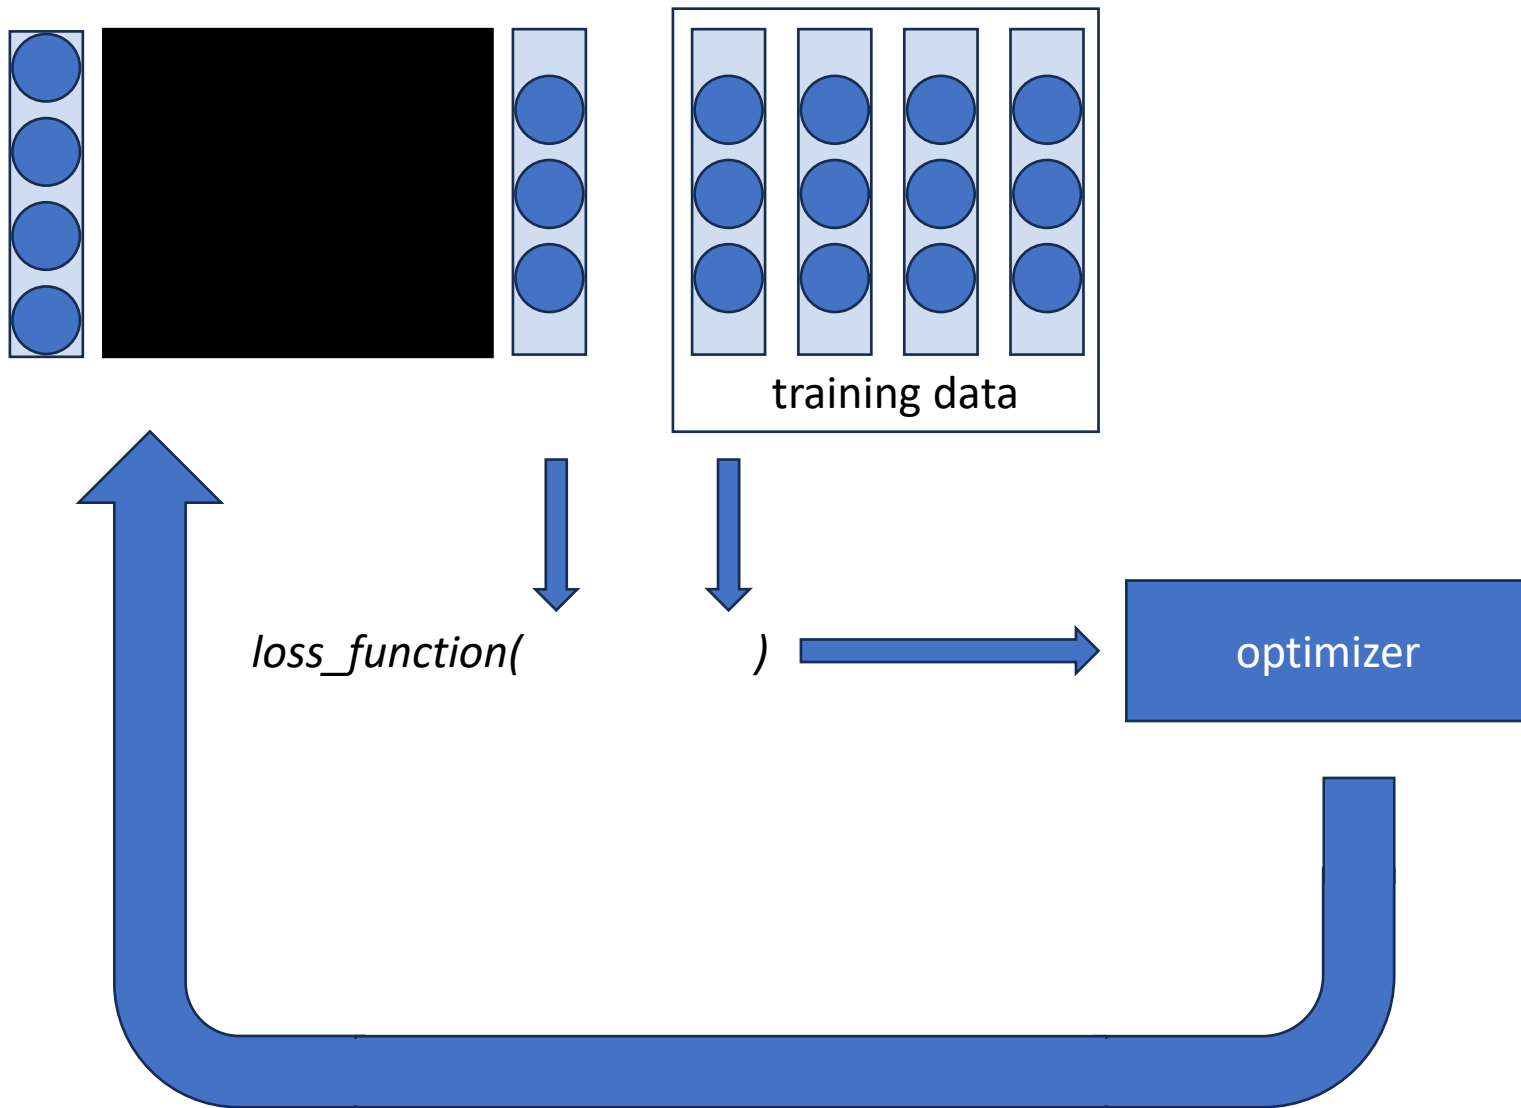 training data
loss_function( )
optimizer